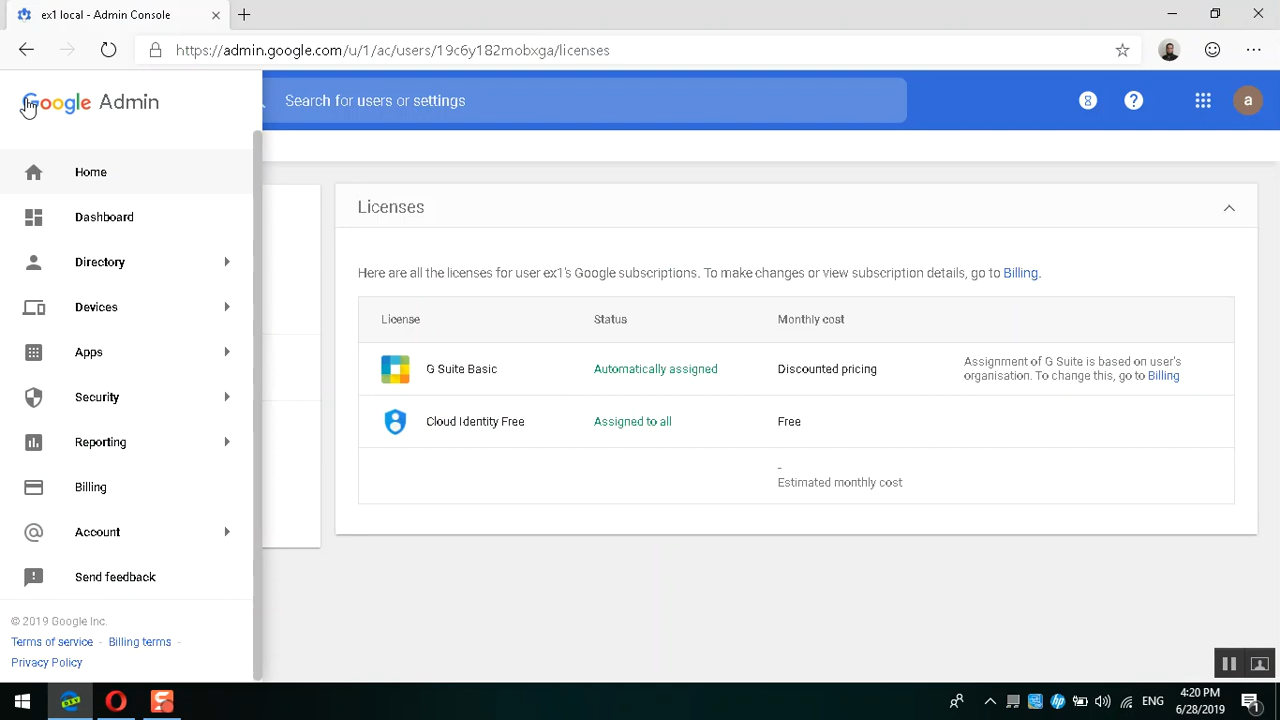 ex1 local - Admin Console
https://admin.google.com/u/1/ac/users/19c6y182mobxga/licenses
Google Admin
Search for users or settings
8
?
a
Home
Dashboard
Directory
Devices
Apps
Security
Reporting
Billing
Account
Send feedback
© 2019 Google Inc.
Terms of service - Billing terms -
Privacy Policy
Licenses
Here are all the licenses for user ex1's Google subscriptions. To make changes or view subscription details, go to Billing.
License Status Monthly cost
G Suite Basic Automatically assigned Discounted pricing
Assignment of G Suite is based on user's
organisation. To change this, go to Billing
Cloud Identity Free Assigned to all Free
-
Estimated monthly cost
hp
ENG
4:20 PM
6/28/2019
1